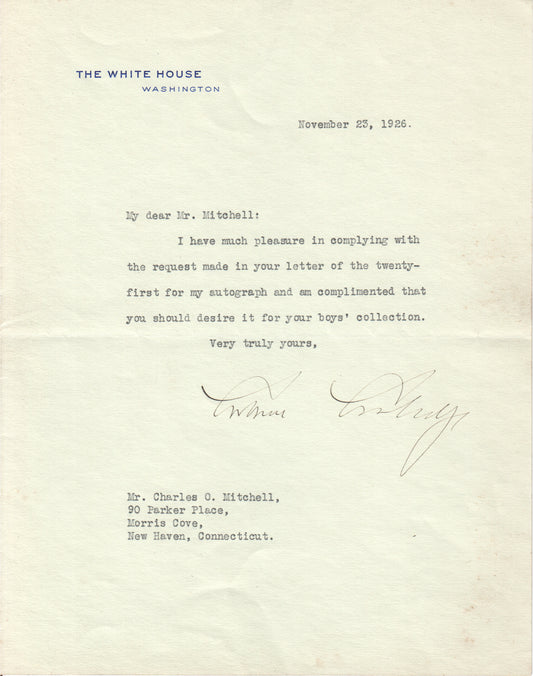 THE WHITE HOUSE
WASHINGTON
November 23, 1926.
My dear Mr. Mitchell:
I have much pleasure in complying with
the request made in your letter of the twenty-
first for my autograph and am complimented that
you should desire it for your boys' collection.
Very truly yours,
Calvin Coolidge
Mr. Charles O. Mitchell,
90 Parker Place,
Morris Cove,
New Haven, Connecticut.